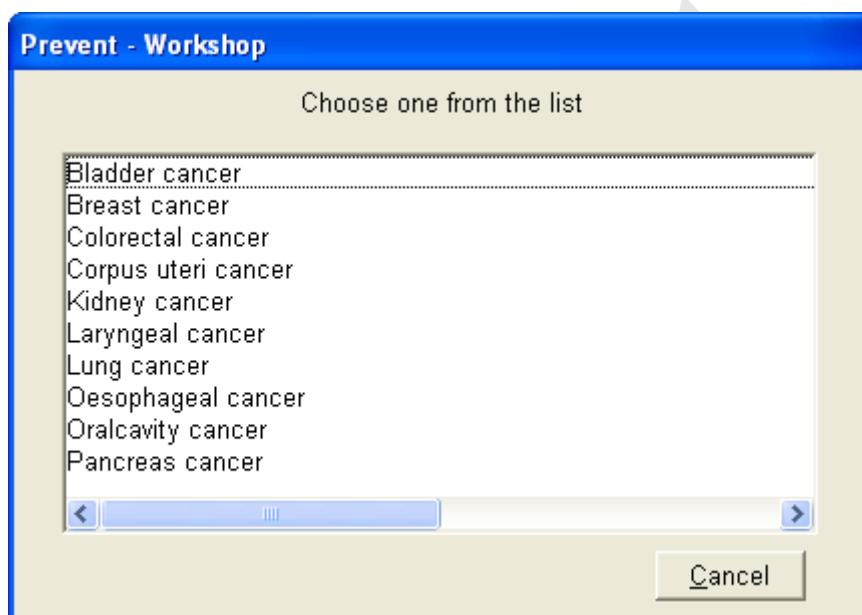 Prevent - Workshop
Choose one from the list
Bladder cancer
Breast cancer
Colorectal cancer
Corpus uteri cancer
Kidney cancer
Laryngeal cancer
Lung cancer
Oesophageal cancer
Oralcavity cancer
Pancreas cancer
Cancel